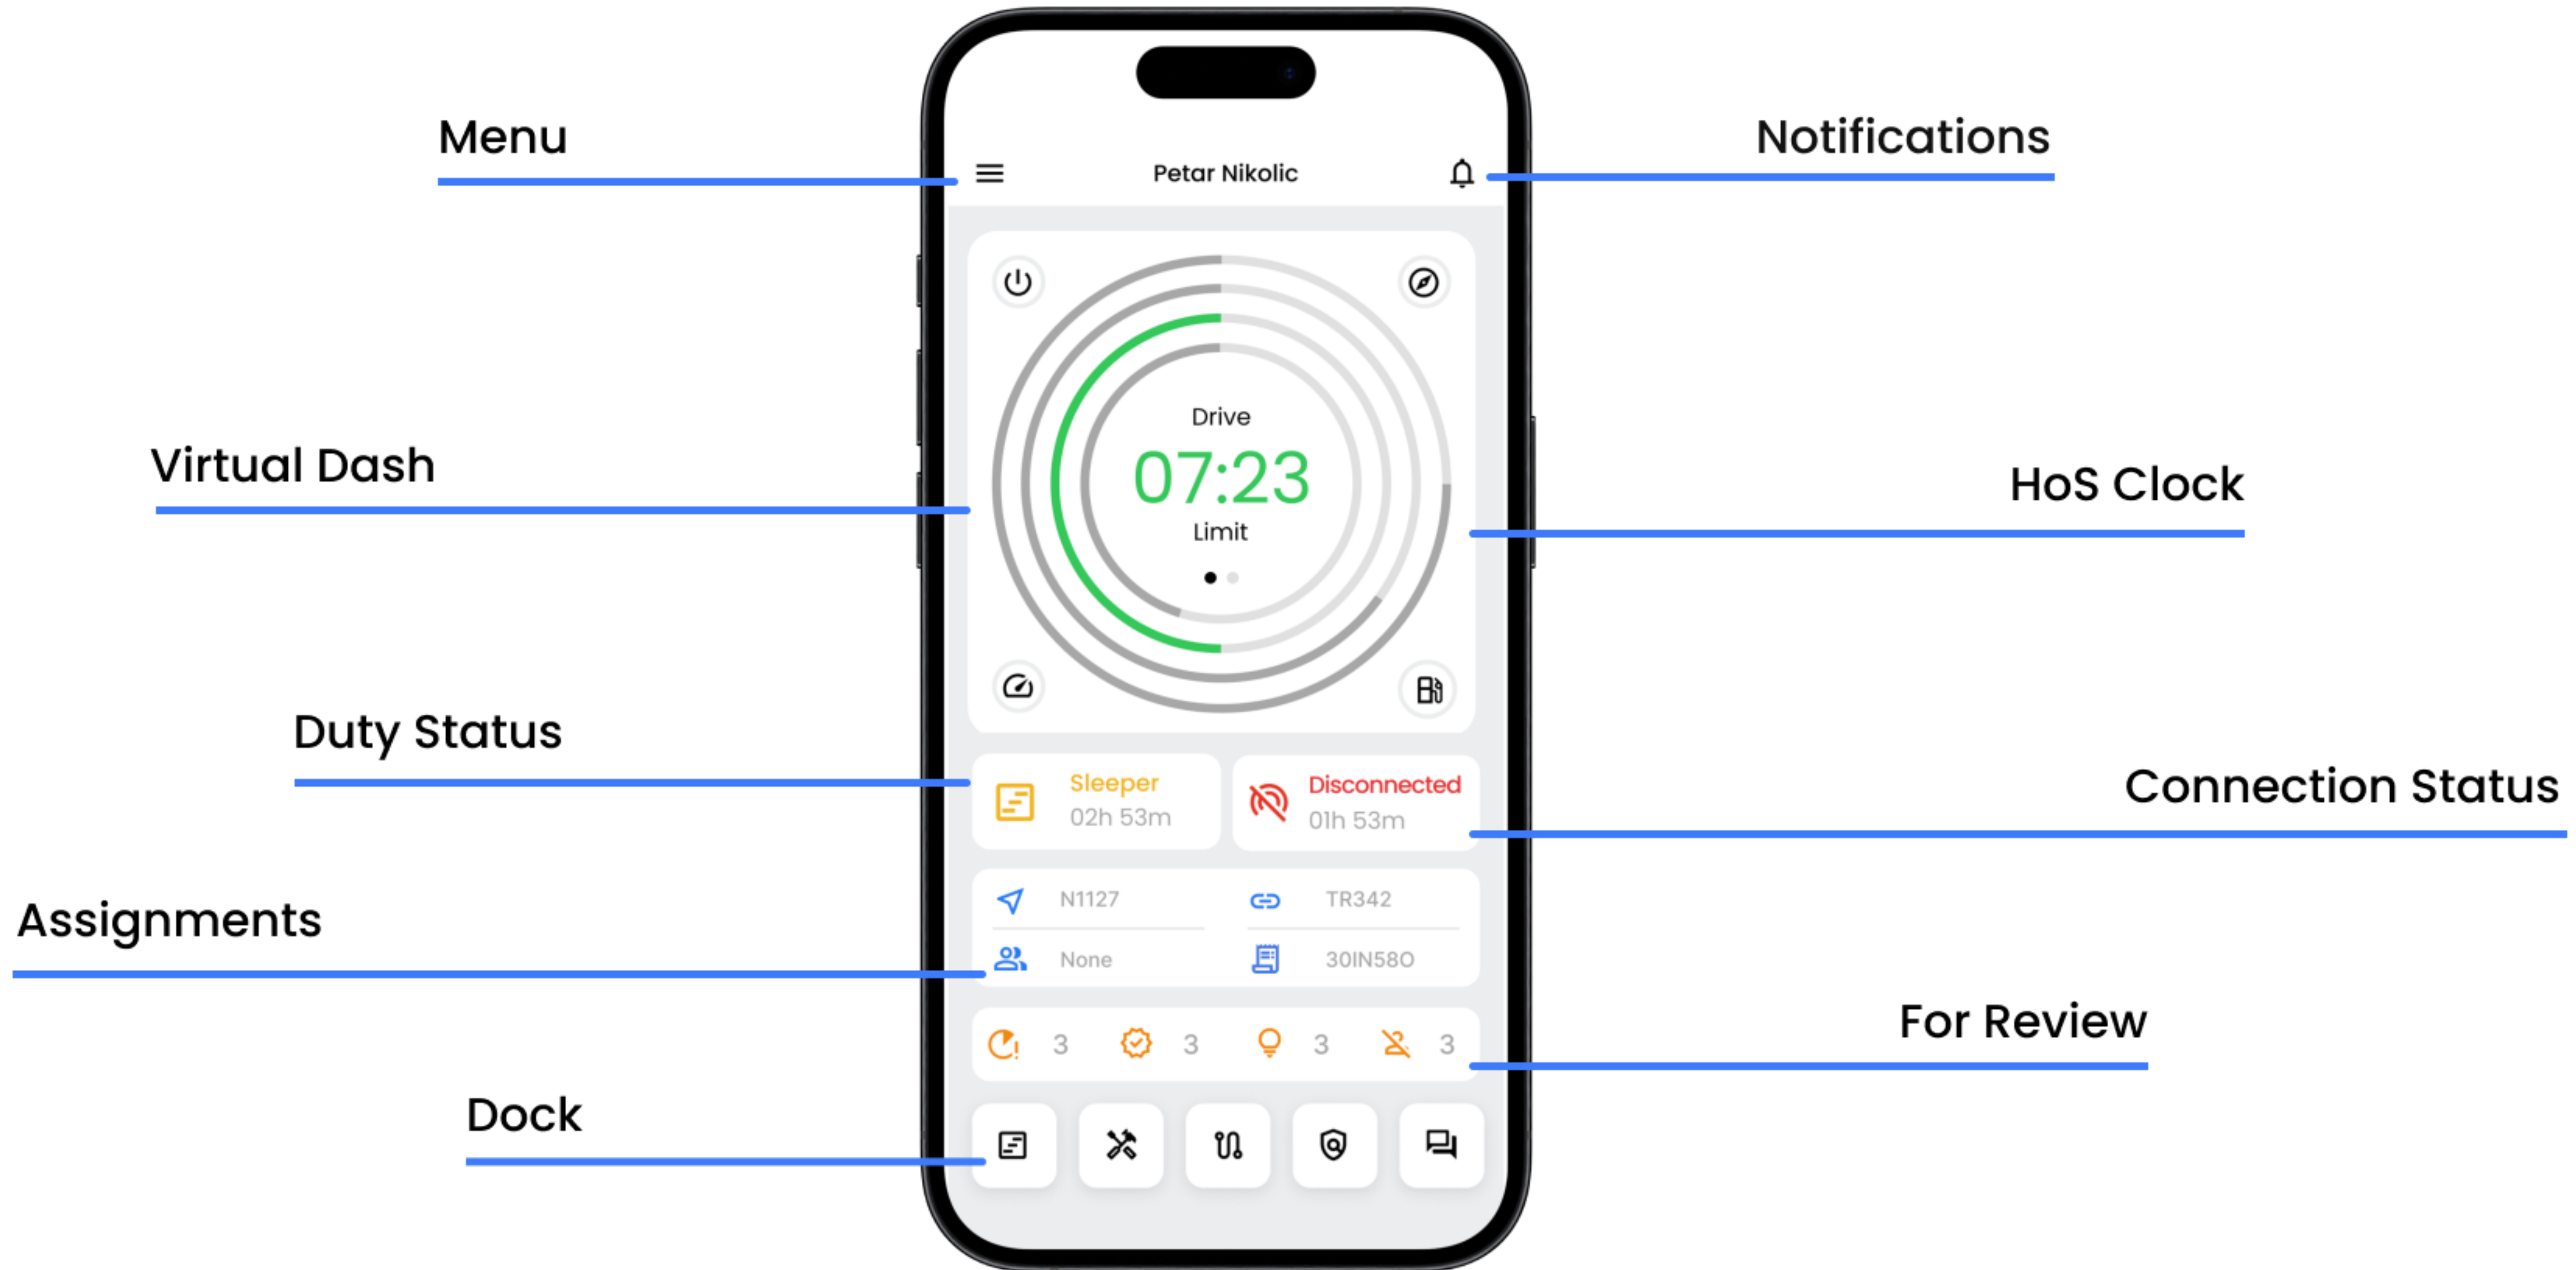 Menu
Notifications
Petar Nikolic
Drive
07:23
Limit
Virtual Dash
HoS Clock
Duty Status
Sleeper
02h 53m
Disconnected
01h 53m
Connection Status
Assignments
N1127
TR342
None
30IN58O
For Review
3
3
3
3
Dock